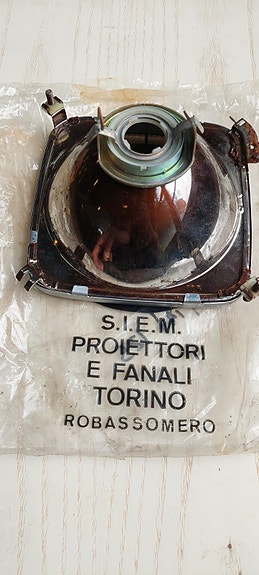 S.I.E.M.
PROIETTORI
E FANALI
TORINO
ROBASSOMERO